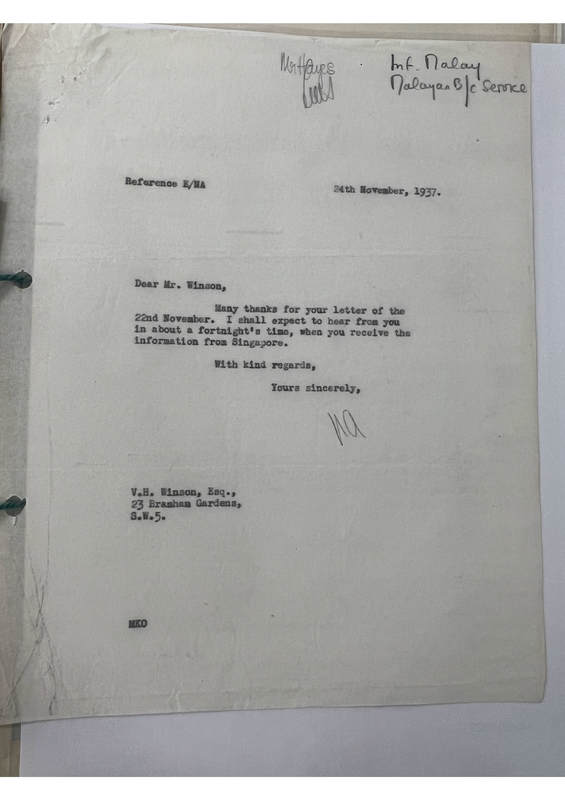 Mr Hayes
Inf. Malay
Malayan B/c Service
Reference E/NA
24th November, 1937.
Dear Mr. Winson,
Many thanks for your letter of the
22nd November. I shall expect to hear from you
in about a fortnight's time, when you receive the
information from Singapore.
With kind regards,
Yours sincerely,
V.H. Winson, Esq.,
23 Bramham Gardens,
S.W.5.
MKO